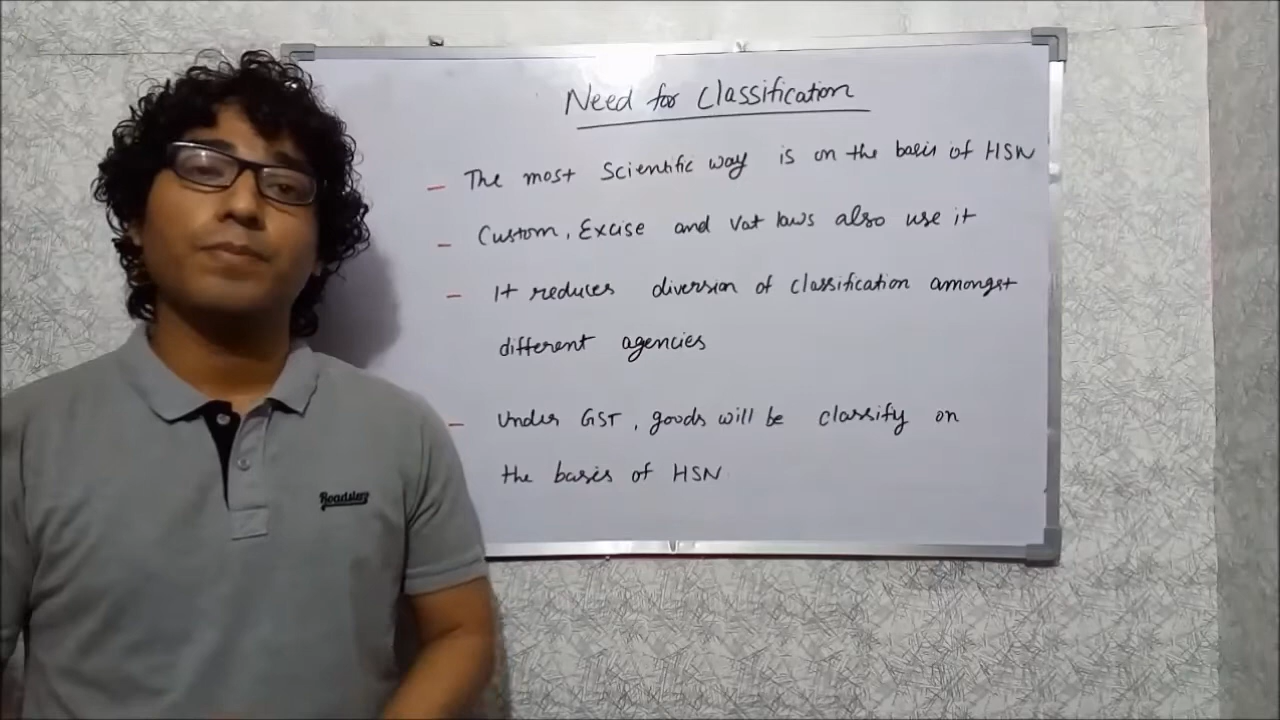 Need for Classification
- The most Scientific way is on the basis of HSN
- Custom, Excise and Vat laws also use it
- It reduces diversion of classification amongst
different agencies
- Under GST, goods will be classify on
the basis of HSN
Roadster